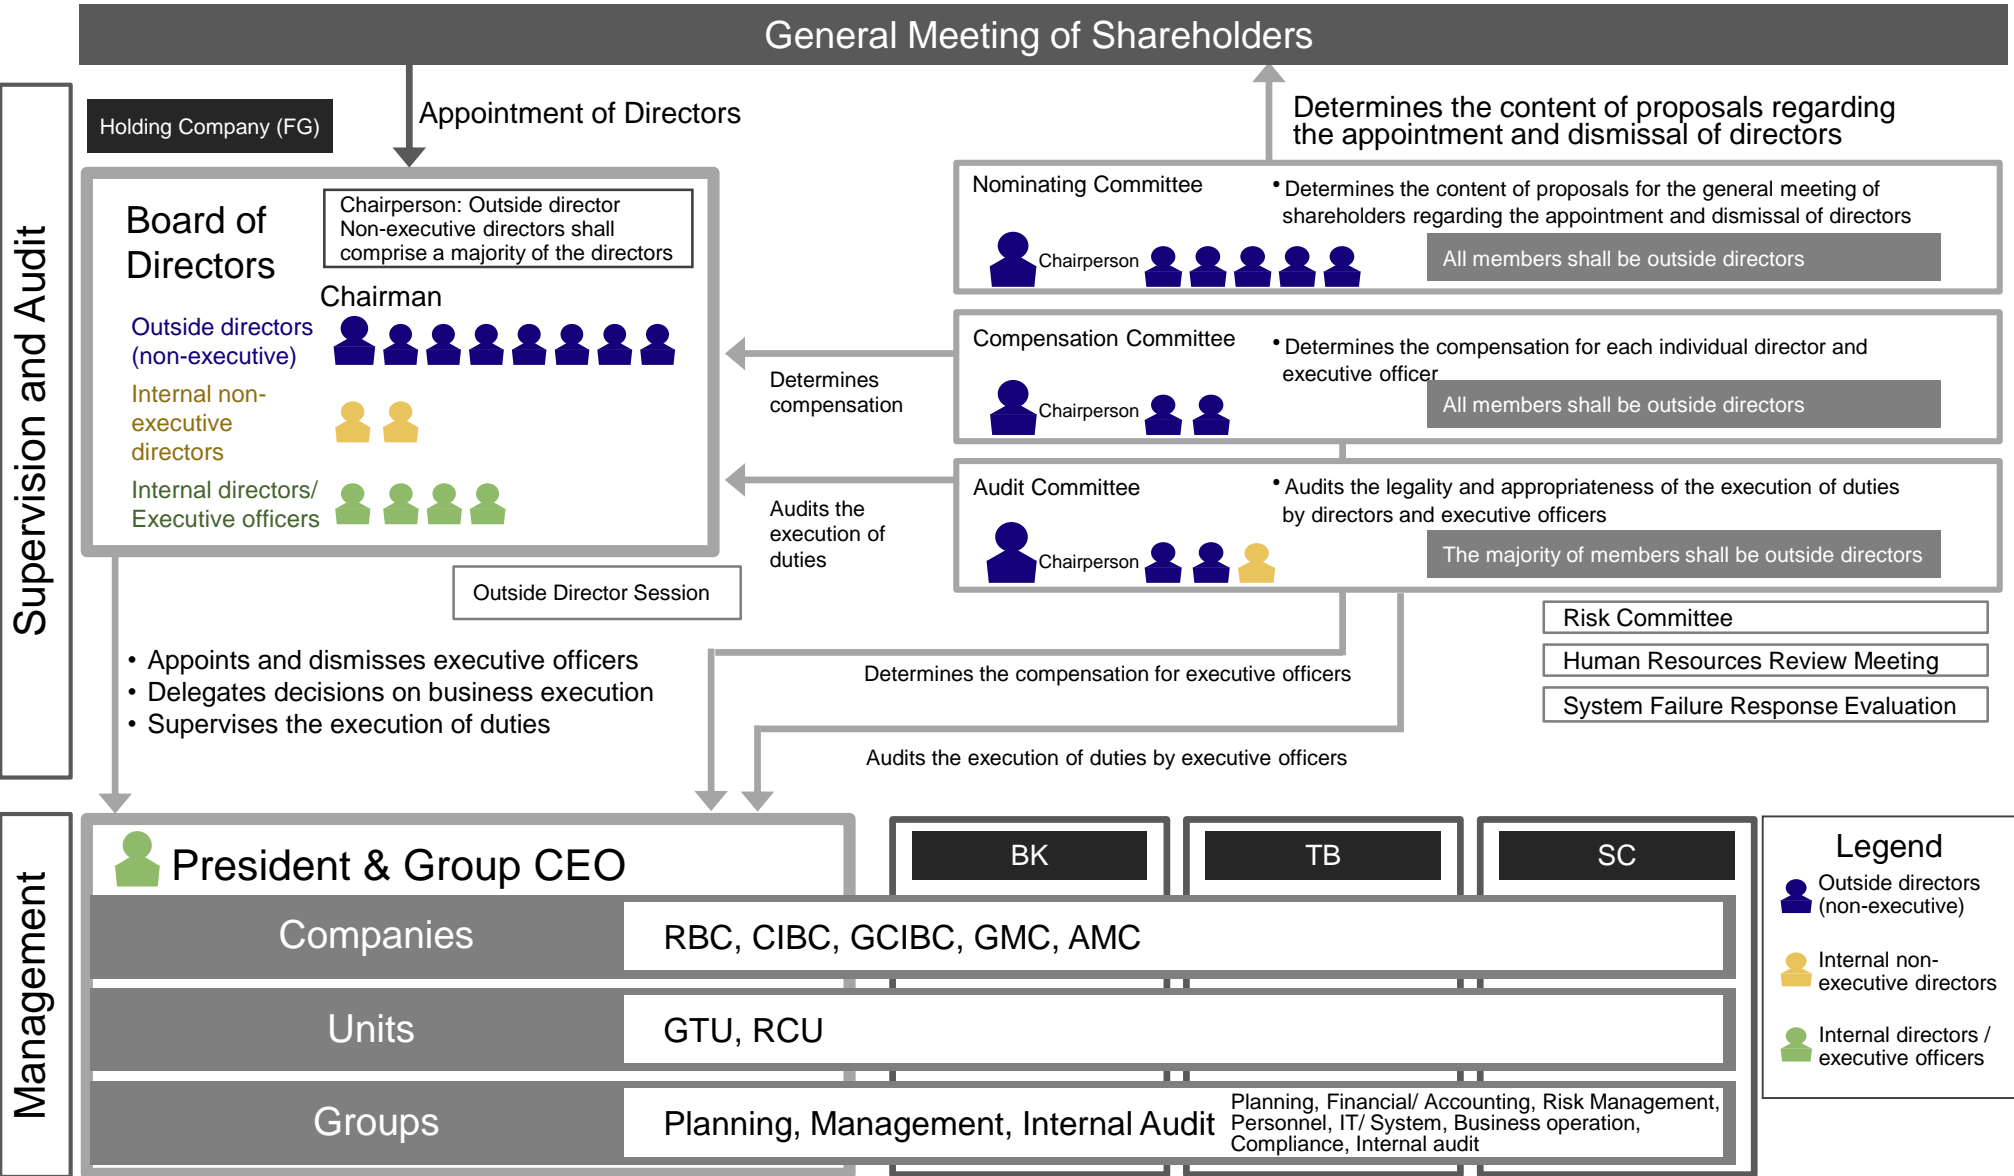 General Meeting of Shareholders
Supervision and Audit
Holding Company (FG)
Appointment of Directors
Determines the content of proposals regarding
the appointment and dismissal of directors
Board of
Directors
Chairperson: Outside director
Non-executive directors shall
comprise a majority of the directors
Chairman
Outside directors
(non-executive)
Internal non-
executive
directors
Internal directors/
Executive officers
Nominating Committee
• Determines the content of proposals for the general meeting of
shareholders regarding the appointment and dismissal of directors
Chairperson
All members shall be outside directors
Determines
compensation
Compensation Committee
• Determines the compensation for each individual director and
executive officer
Chairperson
All members shall be outside directors
Audits the
execution of
duties
Audit Committee
• Audits the legality and appropriateness of the execution of duties
by directors and executive officers
Chairperson
The majority of members shall be outside directors
Outside Director Session
Risk Committee
Human Resources Review Meeting
System Failure Response Evaluation
• Appoints and dismisses executive officers
• Delegates decisions on business execution
• Supervises the execution of duties
Determines the compensation for executive officers
Audits the execution of duties by executive officers
Management
President & Group CEO
BK
TB
SC
Companies
RBC, CIBC, GCIBC, GMC, AMC
Units
GTU, RCU
Groups
Planning, Management, Internal Audit
Planning, Financial/ Accounting, Risk Management,
Personnel, IT/ System, Business operation,
Compliance, Internal audit
Legend
Outside directors
(non-executive)
Internal non-
executive directors
Internal directors /
executive officers